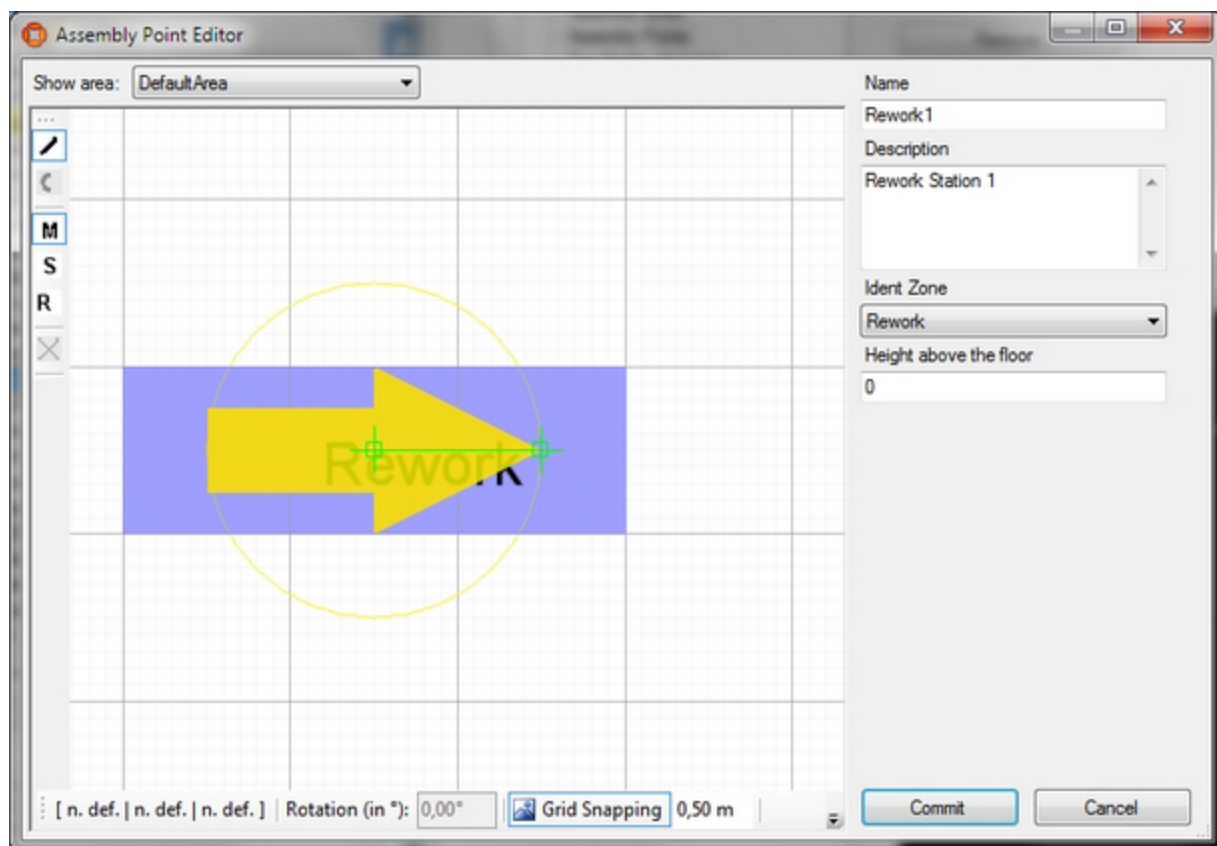 Assembly Point Editor
Show area: DefaultArea
Name
Rework1
Description
Rework Station 1
M
S
R
Ident Zone
Rework
Height above the floor
0
Rework
[ n. def. | n. def. | n. def. ] Rotation (in °): 0,00° Grid Snapping 0,50 m
Commit Cancel